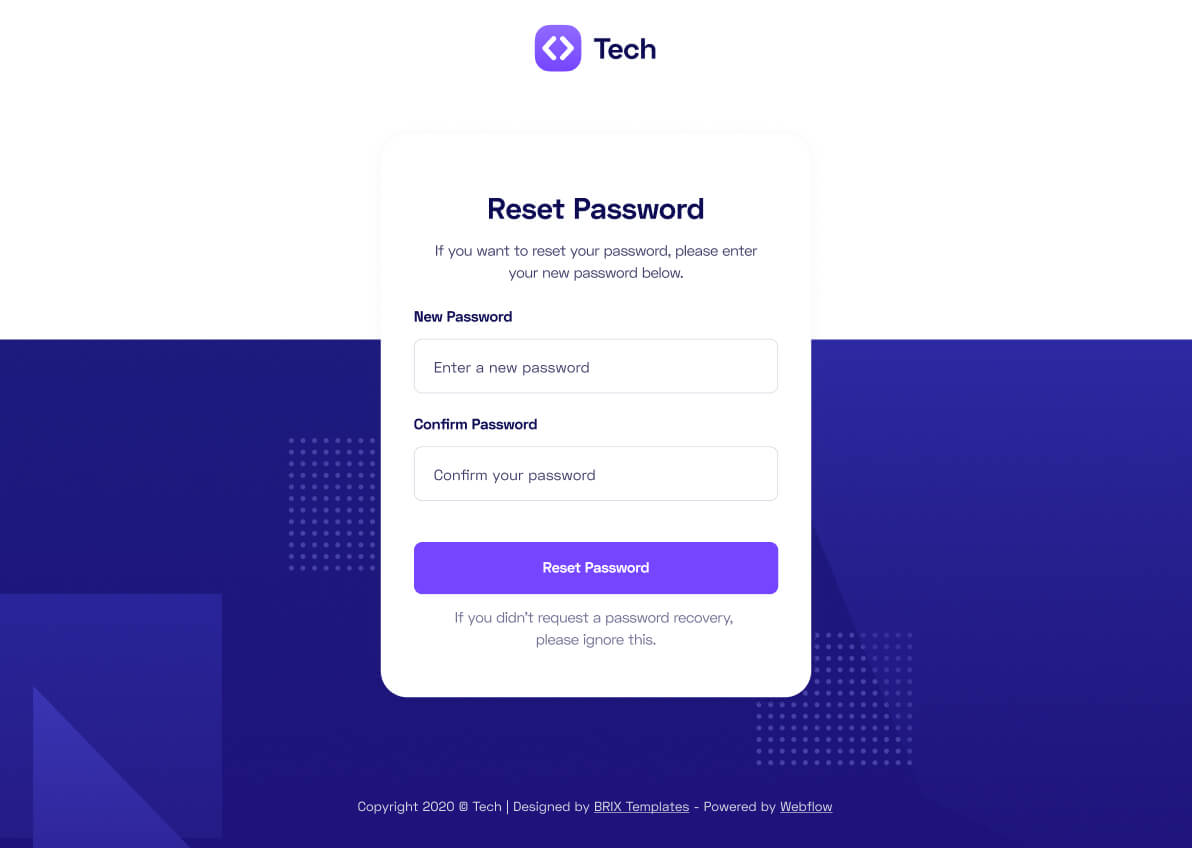 Tech
Reset Password
If you want to reset your password, please enter
your new password below.
New Password
Enter a new password
Confirm Password
Confirm your password
Reset Password
If you didn't request a password recovery,
please ignore this.
Copyright 2020 © Tech | Designed by BRIX Templates - Powered by Webflow